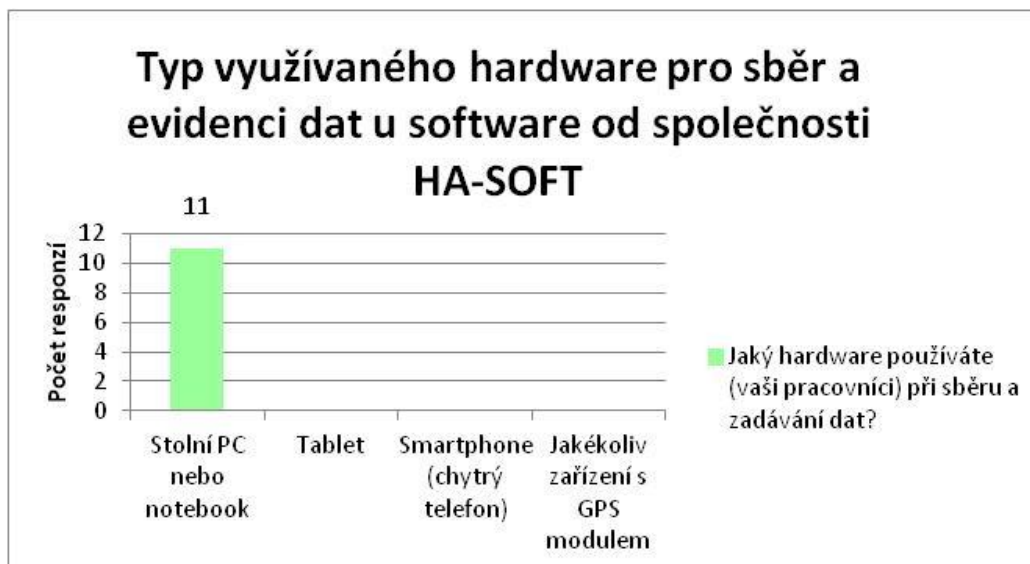 Typ využívaného hardware pro sběr a
evidenci dat u software od společnosti
HA-SOFT
11
Počet responzí
12
10
8
6
4
2
0
Stolní PC
nebo
notebook
Tablet
Smartphone
(chytrý
telefon)
Jakékoliv
zařízení s
GPS
modulem
Jaký hardware používáte
(vaši pracovníci) při sběru a
zadávání dat?